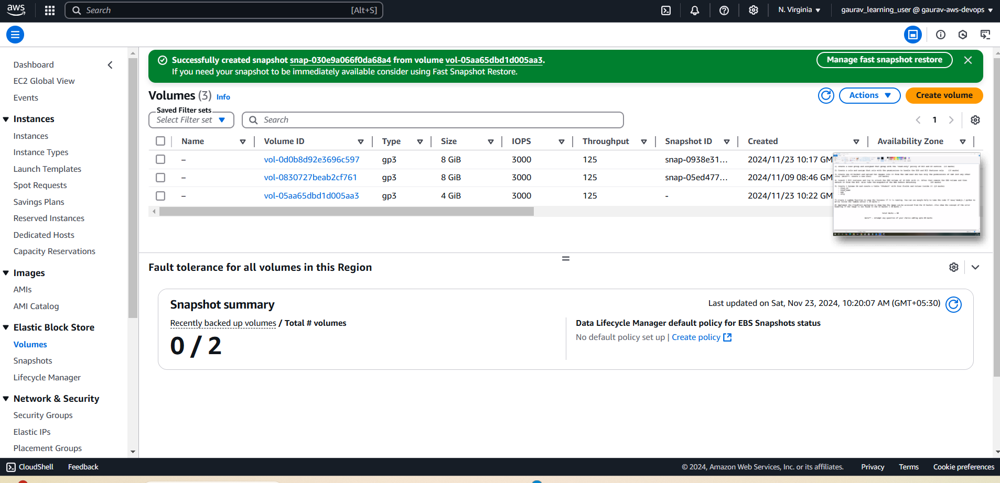 aws
Search [Alt+S]
N. Virginia
gaurav_learning_user @ gaurav-aws-devops
Dashboard
EC2 Global View
Events
Instances
Instances
Instance Types
Launch Templates
Spot Requests
Savings Plans
Reserved Instances
Dedicated Hosts
Capacity Reservations
Images
AMIs
AMI Catalog
Elastic Block Store
Volumes
Snapshots
Lifecycle Manager
Network & Security
Security Groups
Elastic IPs
Placement Groups
Successfully created snapshot snap-030e9a066f0da68a4 from volume vol-05aa65dbd1d005aa3.
If you need your snapshot to be immediately available consider using Fast Snapshot Restore.
Manage fast snapshot restore
Volumes (3) Info
Actions
Create volume
Saved Filter sets
Select Filter set
Search
1
Name Volume ID Type Size IOPS Throughput Snapshot ID Created Availability Zone
– vol-0d0b8d92e3696c597 gp3 8 GiB 3000 125 snap-0938e31... 2024/11/23 10:17 GM
– vol-0830727beab2cf761 gp3 8 GiB 3000 125 snap-05ed477... 2024/11/09 08:46 GM
– vol-05aa65dbd1d005aa3 gp3 4 GiB 3000 125 - 2024/11/23 10:22 GM
Fault tolerance for all volumes in this Region
Snapshot summary
Last updated on Sat, Nov 23, 2024, 10:20:07 AM (GMT+05:30)
Recently backed up volumes / Total # volumes
0 / 2
Data Lifecycle Manager default policy for EBS Snapshots status
No default policy set up | Create policy
CloudShell
Feedback
© 2024, Amazon Web Services, Inc. or its affiliates.
Privacy
Terms
Cookie preferences